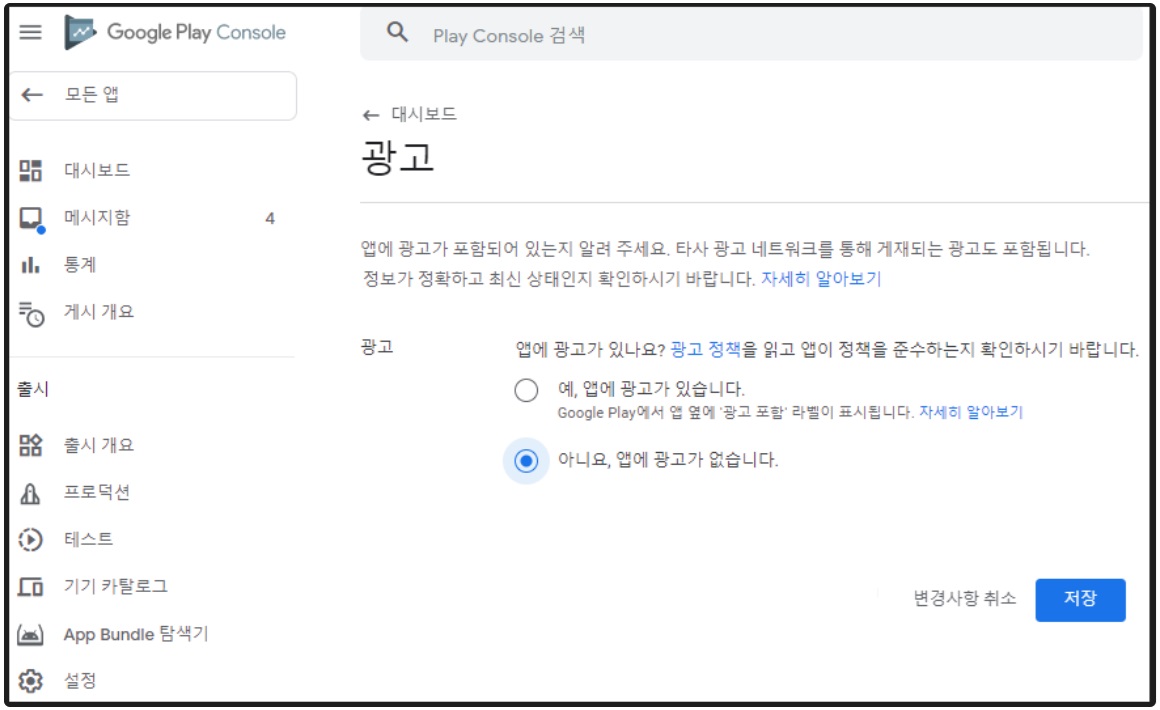 Google Play Console
Play Console 검색
모든 앱
대시보드
메시지함 4
통계
게시 개요
출시
출시 개요
프로덕션
테스트
기기 카탈로그
App Bundle 탐색기
설정
대시보드
광고
앱에 광고가 포함되어 있는지 알려 주세요. 타사 광고 네트워크를 통해 게재되는 광고도 포함됩니다.
정보가 정확하고 최신 상태인지 확인하시기 바랍니다. 자세히 알아보기
광고
앱에 광고가 있나요? 광고 정책을 읽고 앱이 정책을 준수하는지 확인하시기 바랍니다.
예, 앱에 광고가 있습니다.
Google Play에서 앱 옆에 '광고 포함' 라벨이 표시됩니다. 자세히 알아보기
아니요, 앱에 광고가 없습니다.
변경사항 취소
저장